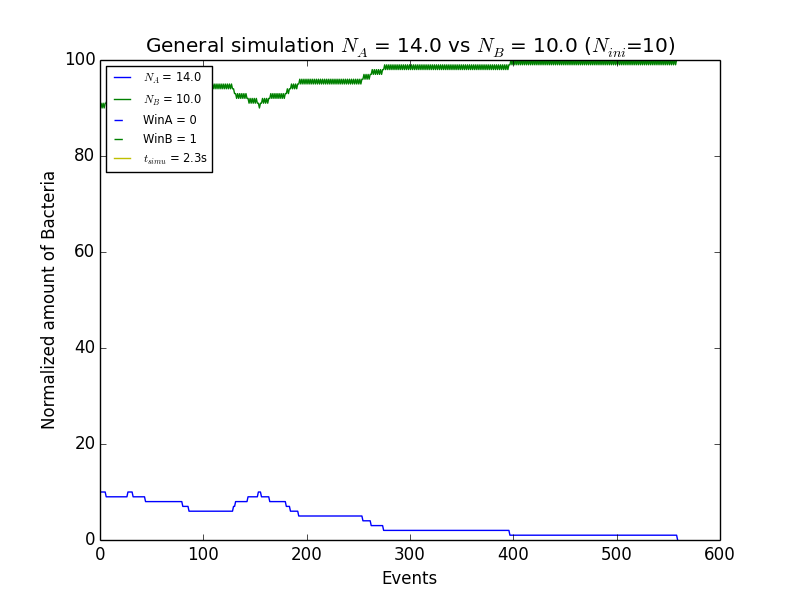 General simulation N_A = 14.0 vs N_B = 10.0 (N_ini=10)
N_A = 14.0
N_B = 10.0
WinA = 0
WinB = 1
t_simu = 2.3s
100
80
60
40
20
0
Normalized amount of Bacteria
0 100 200 300 400 500 600
Events